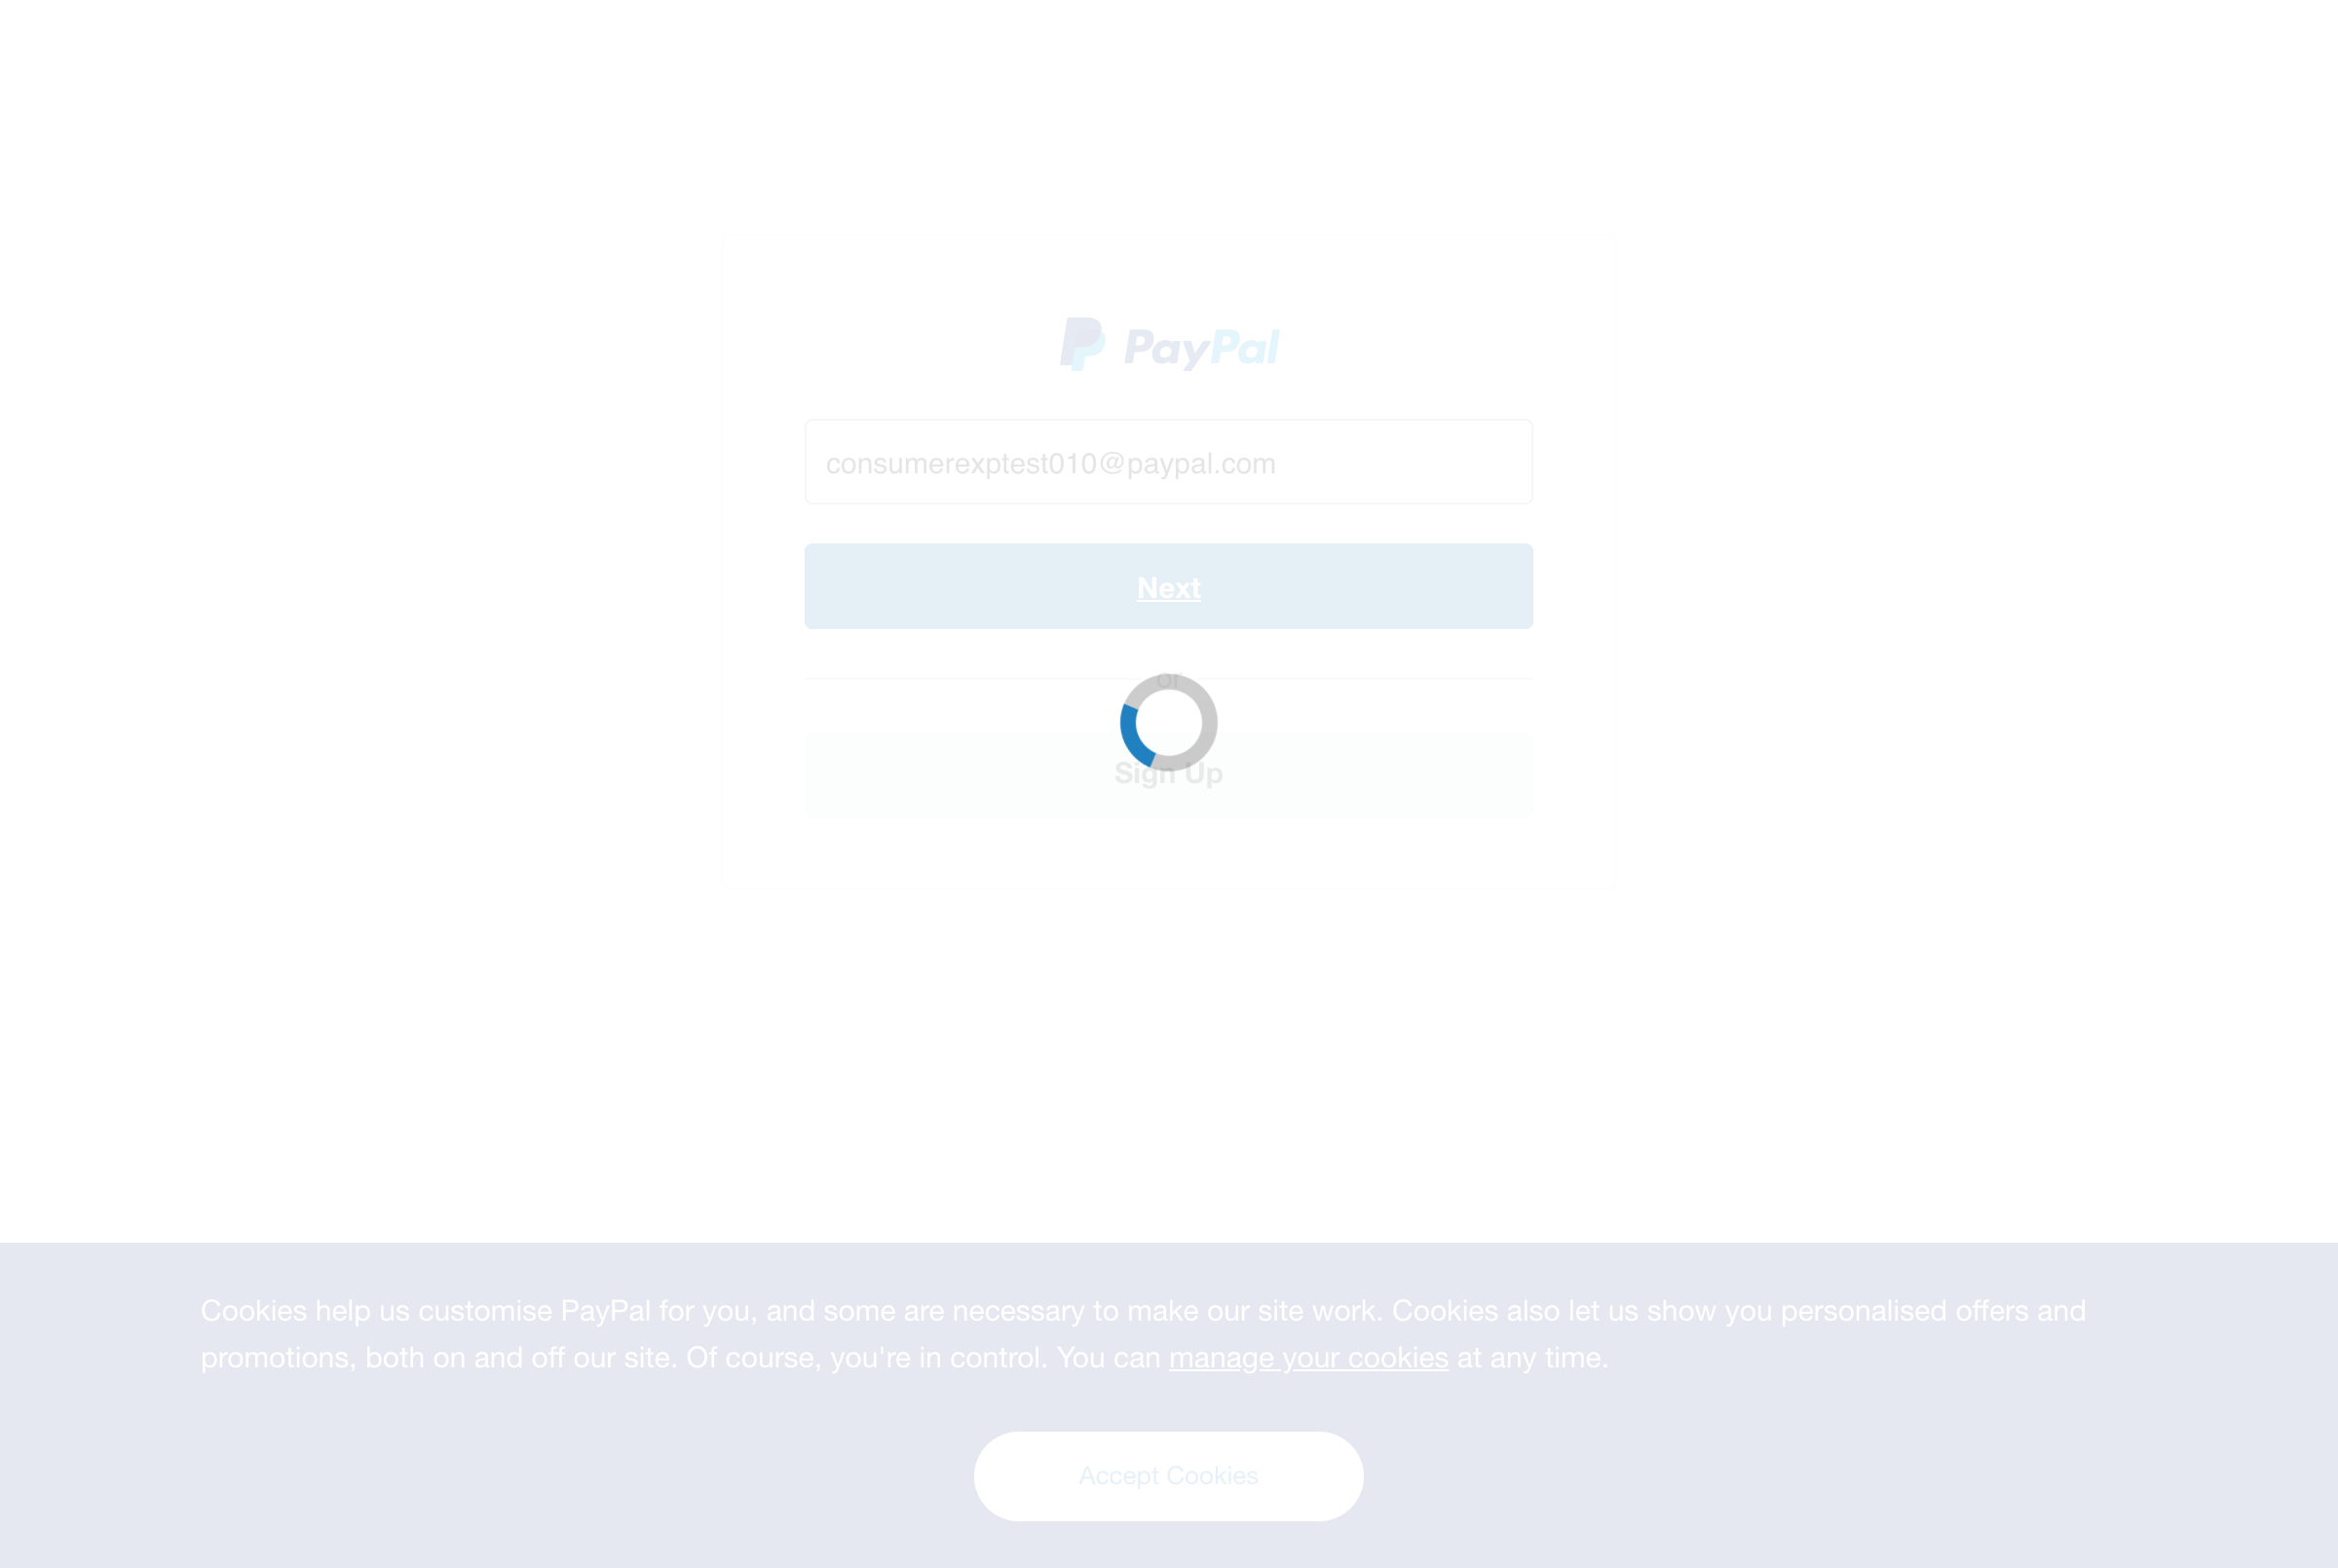 PayPal
consumerexptest010@paypal.com
Next
or
Sign Up
Cookies help us customise PayPal for you, and some are necessary to make our site work. Cookies also let us show you personalised offers and
promotions, both on and off our site. Of course, you're in control. You can manage your cookies at any time.
Accept Cookies